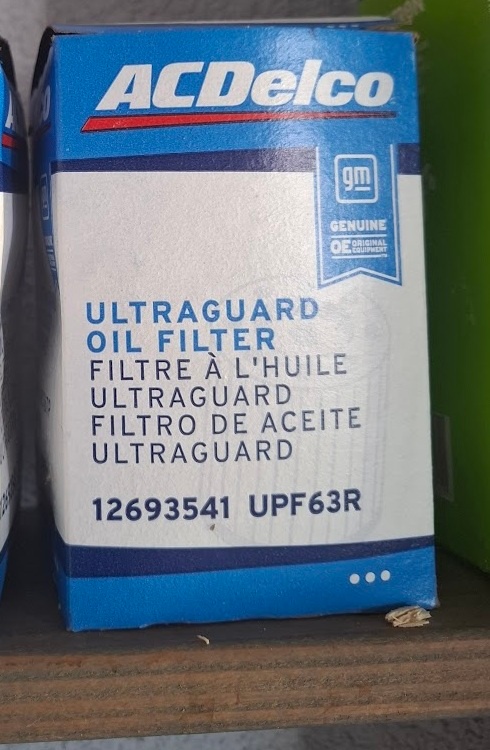 ACDelco
gm
GENUINE
OE ORIGINAL EQUIPMENT
ULTRAGUARD
OIL FILTER
FILTRE À L'HUILE
ULTRAGUARD
FILTRO DE ACEITE
ULTRAGUARD
12693541 UPF63R